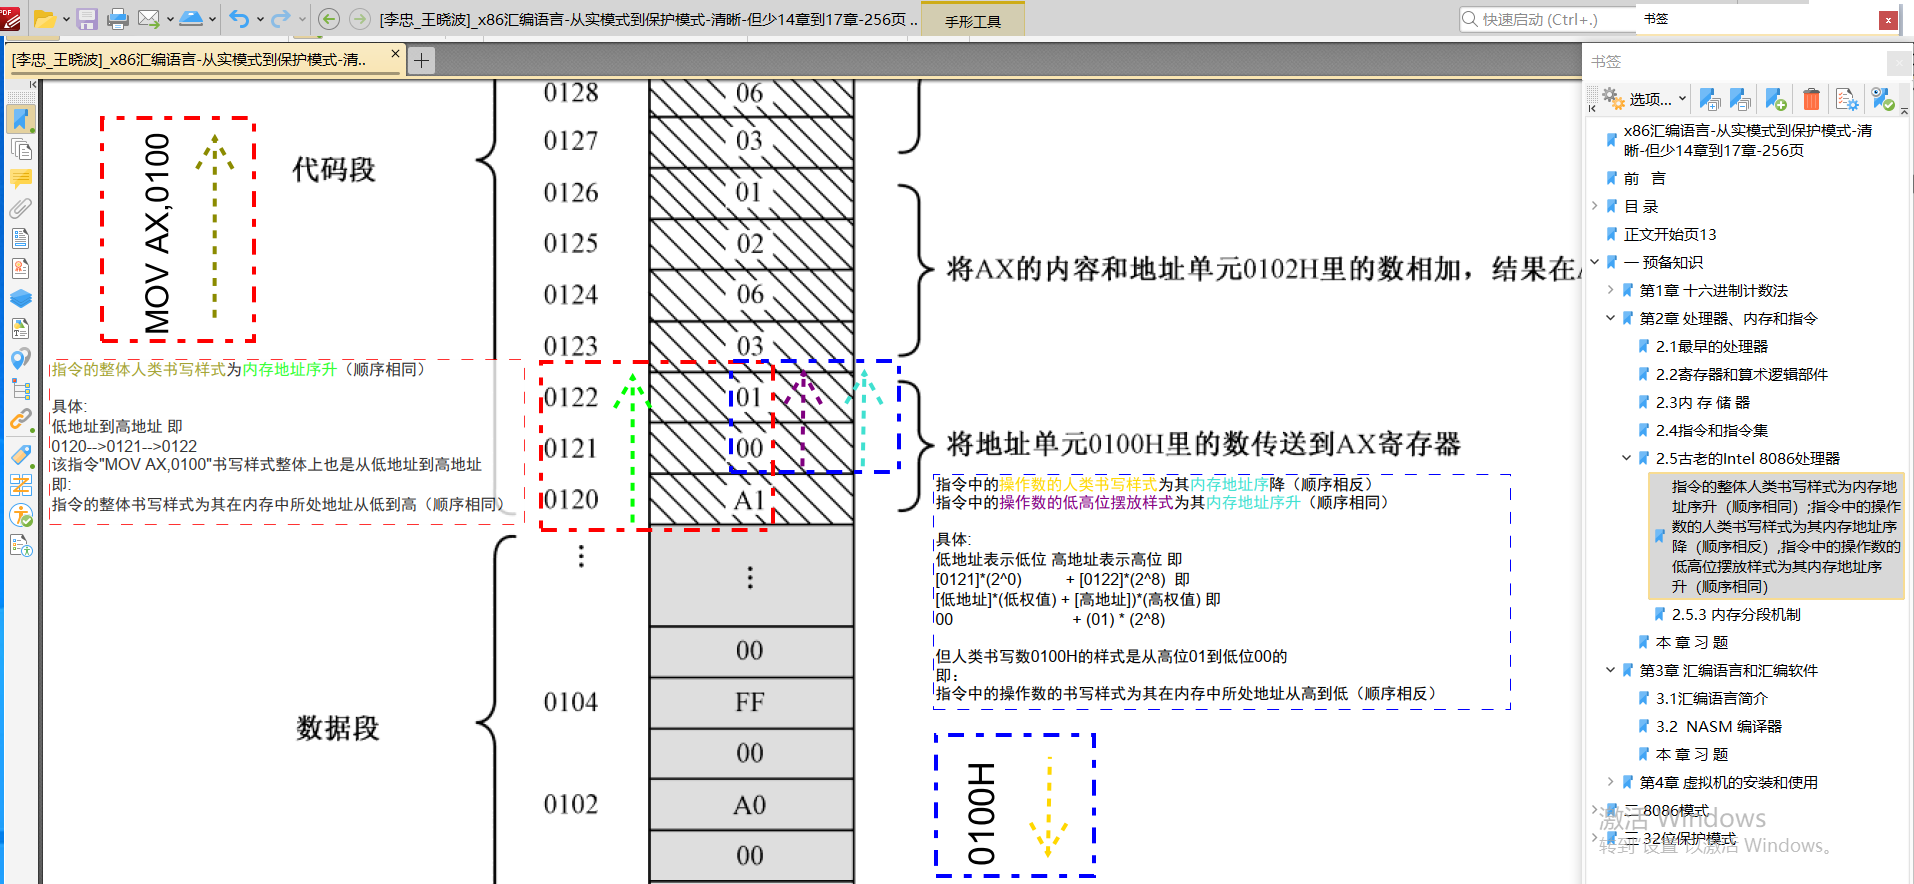 [李忠_王晓波]_x86汇编语言-从实模式到保护模式-清晰-但少14章到17章-256页 ..
手形工具
快速启动 (Ctrl+.)
书签
[李忠_王晓波]_x86汇编语言-从实模式到保护模式-清..
书签
选项...
MOV AX,0100
代码段
0128 06
0127 03
0126 01
0125 02
0124 06
0123 03
将AX的内容和地址单元0102H里的数相加，结果在
0122 01
0121 00
0120 A1
将地址单元0100H里的数传送到AX寄存器
指令的整体人类书写样式为内存地址序升（顺序相同）
具体:
低地址到高地址 即
0120-->0121-->0122
该指令"MOV AX,0100"书写样式整体上也是从低地址到高地址
即:
指令的整体书写样式为其在内存中所处地址从低到高（顺序相同）
指令中的操作数的人类书写样式为其内存地址序降（顺序相反）
指令中的操作数的低高位摆放样式为其内存地址序升（顺序相同）
具体:
低地址表示低位 高地址表示高位 即
[0121]*(2^0) + [0122]*(2^8) 即
[低地址]*(低权值) + [高地址])*(高权值) 即
00 + (01) * (2^8)
但人类书写数0100H的样式是从高位01到低位00的
即：
指令中的操作数的书写样式为其在内存中所处地址从高到低（顺序相反）
⋮ ⋮
数据段
00
0104 FF
00
0102 A0
00
0100H
x86汇编语言-从实模式到保护模式-清
晰-但少14章到17章-256页
前 言
目 录
正文开始页13
一 预备知识
第1章 十六进制计数法
第2章 处理器、内存和指令
2.1最早的处理器
2.2寄存器和算术逻辑部件
2.3内 存 储 器
2.4指令和指令集
2.5古老的Intel 8086处理器
指令的整体人类书写样式为内存地
址序升（顺序相同）;指令中的操作
数的人类书写样式为其内存地址序
降（顺序相反）,指令中的操作数的
低高位摆放样式为其内存地址序
升（顺序相同）
2.5.3 内存分段机制
本 章 习 题
第3章 汇编语言和汇编软件
3.1汇编语言简介
3.2 NASM 编译器
本 章 习 题
第4章 虚拟机的安装和使用
二 8086模式
三 32位保护模式
激活 Windows
转到"设置"以激活 Windows。